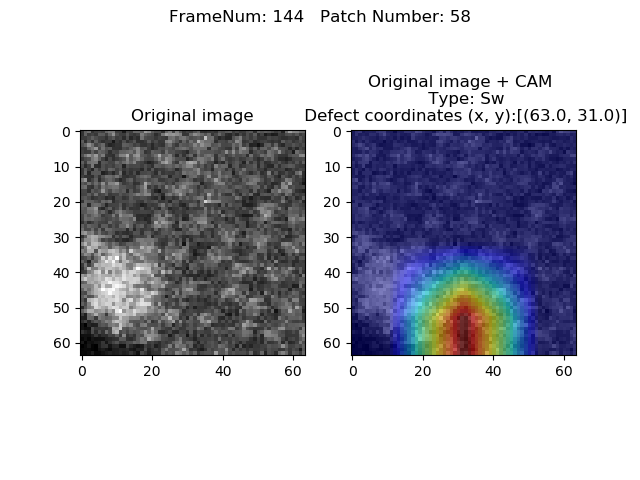 FrameNum: 144   Patch Number: 58
Original image
0
10
20
30
40
50
60
0 20 40 60
Original image + CAM
Type: Sw
Defect coordinates (x, y):[(63.0, 31.0)]
0
10
20
30
40
50
60
0 20 40 60